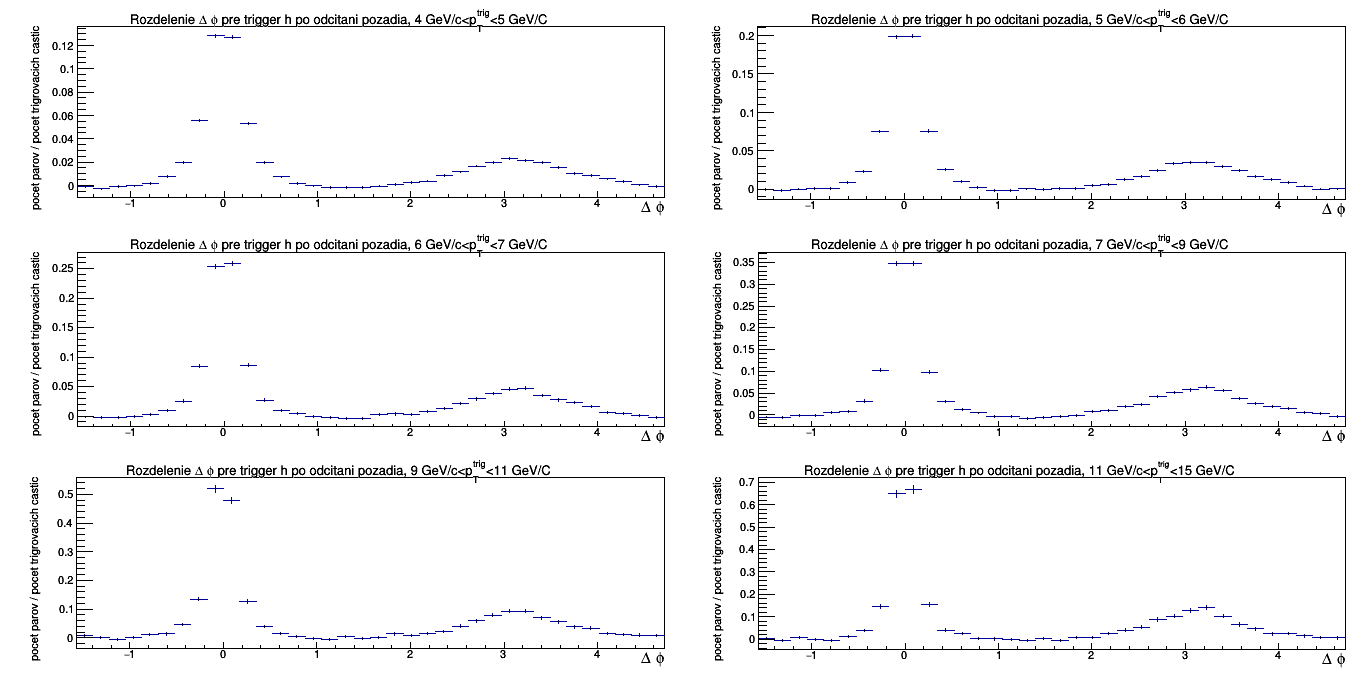 Rozdelenie Δ ϕ pre trigger h po odcitani pozadia, 4 GeV/c<p_T^trig<5 GeV/C
pocet parov / pocet trigrovacich castic
0.12
0.1
0.08
0.06
0.04
0.02
0
−1 0 1 2 3 4
Δ ϕ
Rozdelenie Δ ϕ pre trigger h po odcitani pozadia, 5 GeV/c<p_T^trig<6 GeV/C
pocet parov / pocet trigrovacich castic
0.2
0.15
0.1
0.05
0
−1 0 1 2 3 4
Δ ϕ
Rozdelenie Δ ϕ pre trigger h po odcitani pozadia, 6 GeV/c<p_T^trig<7 GeV/C
pocet parov / pocet trigrovacich castic
0.25
0.2
0.15
0.1
0.05
0
−1 0 1 2 3 4
Δ ϕ
Rozdelenie Δ ϕ pre trigger h po odcitani pozadia, 7 GeV/c<p_T^trig<9 GeV/C
pocet parov / pocet trigrovacich castic
0.35
0.3
0.25
0.2
0.15
0.1
0.05
0
−1 0 1 2 3 4
Δ ϕ
Rozdelenie Δ ϕ pre trigger h po odcitani pozadia, 9 GeV/c<p_T^trig<11 GeV/C
pocet parov / pocet trigrovacich castic
0.5
0.4
0.3
0.2
0.1
0
−1 0 1 2 3 4
Δ ϕ
Rozdelenie Δ ϕ pre trigger h po odcitani pozadia, 11 GeV/c<p_T^trig<15 GeV/C
pocet parov / pocet trigrovacich castic
0.7
0.6
0.5
0.4
0.3
0.2
0.1
0
−1 0 1 2 3 4
Δ ϕ